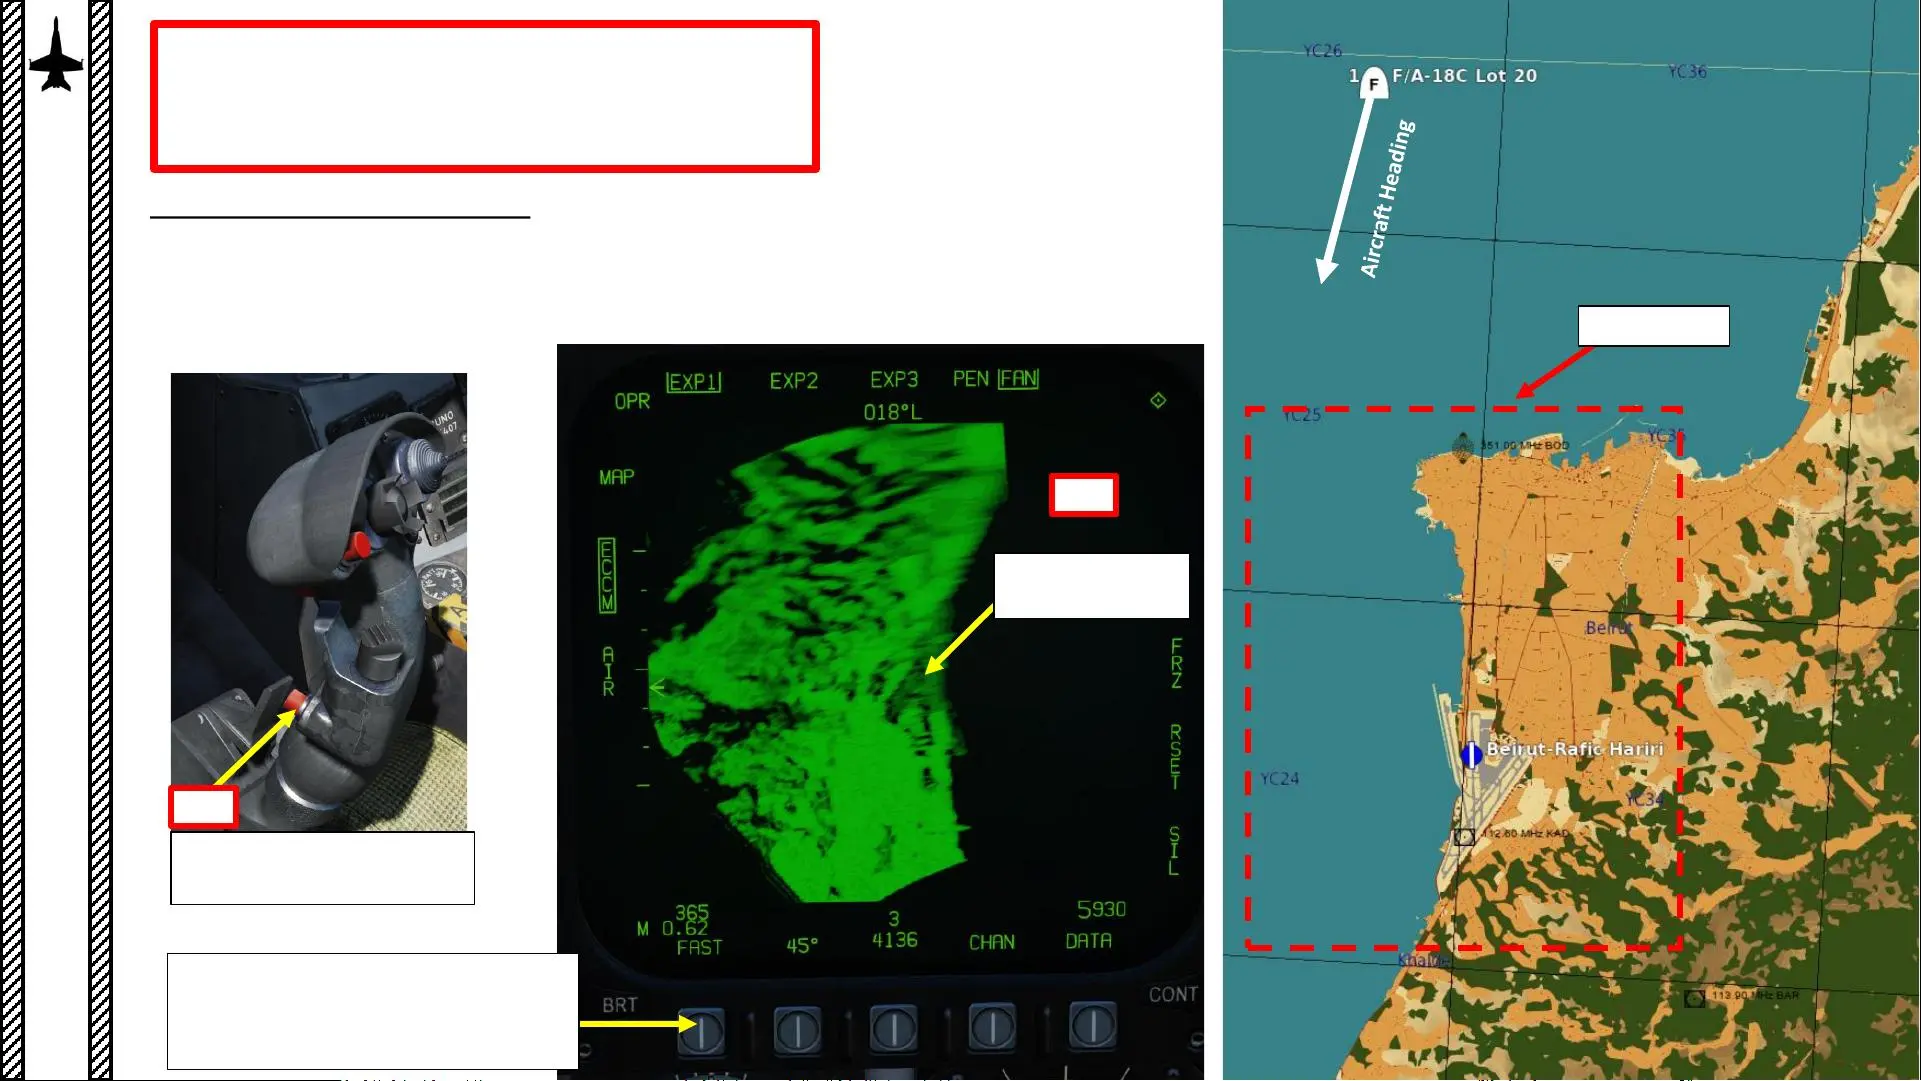 YC26
1 F F/A-18C Lot 20
YC36
Aircraft Heading
EXP1 EXP2 EXP3 PEN FAN
OPR
018°L
MAP
ECCM
AIR
FRZ
RSET
SIL
365
M 0.62
FAST
45°
3
4136
CHAN
5930
DATA
BRT
CONT
UNO
407
YC25
351.00 MHz BOD
YC35
Beirut
Beirut-Rafic Hariri
YC24
YC34
112.60 MHz KAD
Khalde
113.90 MHz BAR